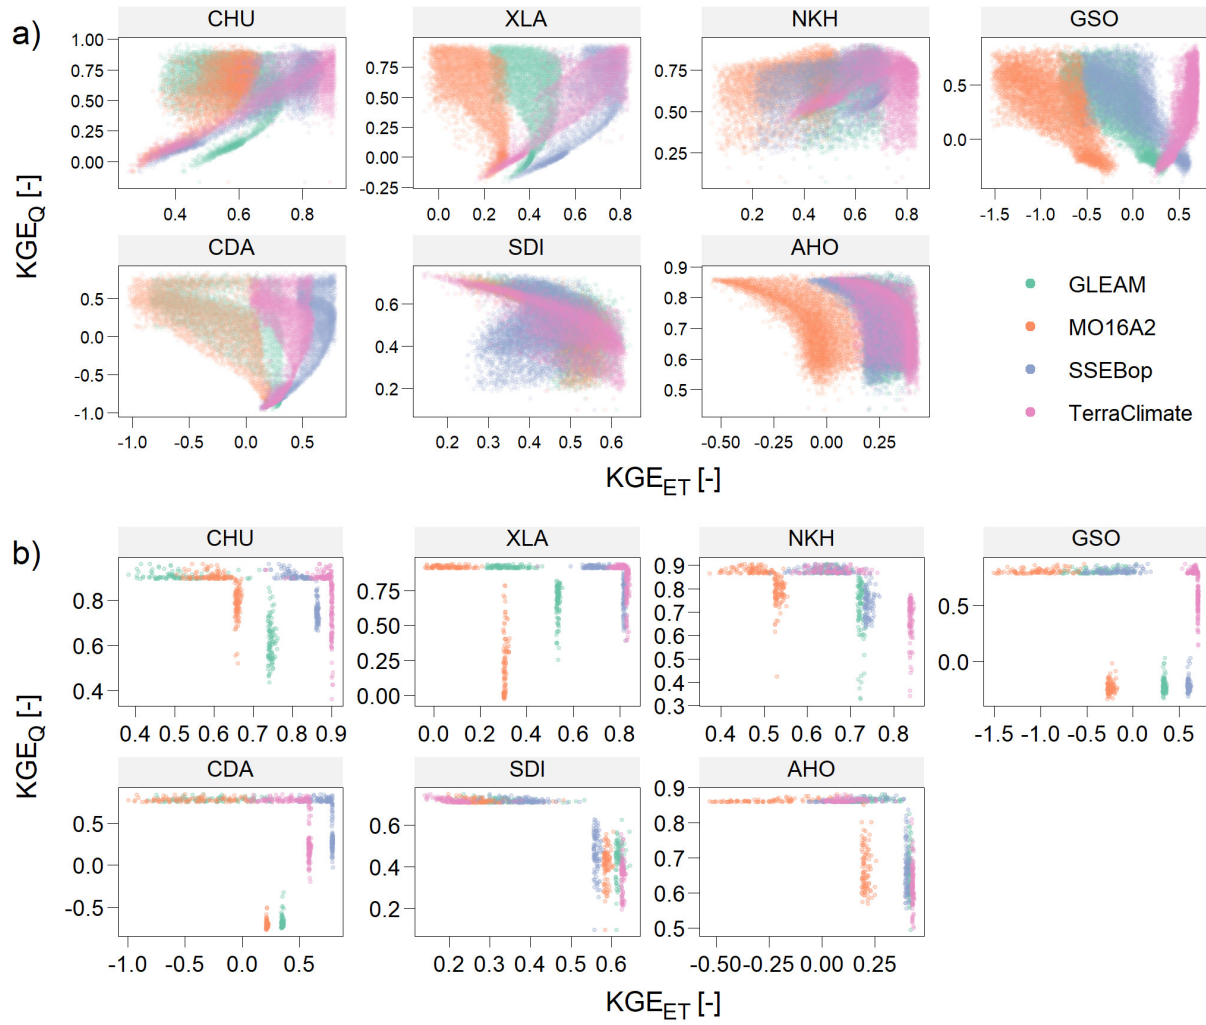 a)
CHU
XLA
NKH
GSO
1.00
0.75
0.50
0.25
0.00
0.4 0.6 0.8
0.75
0.50
0.25
0.00
-0.25
0.0 0.2 0.4 0.6 0.8
0.75
0.50
0.25
0.2 0.4 0.6 0.8
0.5
0.0
-1.5 -1.0 -0.5 0.0 0.5
KGE_Q [-]
CDA
SDI
AHO
0.5
0.0
-0.5
-1.0
-1.0 -0.5 0.0 0.5
0.6
0.4
0.2
0.2 0.3 0.4 0.5 0.6
0.9
0.8
0.7
0.6
0.5
-0.50 -0.25 0.00 0.25
GLEAM
MO16A2
SSEBop
TerraClimate
KGE_ET [-]
b)
CHU
XLA
NKH
GSO
0.8
0.6
0.4
0.4 0.5 0.6 0.7 0.8 0.9
0.75
0.50
0.25
0.00
0.0 0.2 0.4 0.6 0.8
0.9
0.8
0.7
0.6
0.5
0.4
0.3
0.4 0.5 0.6 0.7 0.8
0.5
0.0
-1.5 -1.0 -0.5 0.0 0.5
KGE_Q [-]
CDA
SDI
AHO
0.5
0.0
-0.5
-1.0 -0.5 0.0 0.5
0.6
0.4
0.2
0.2 0.3 0.4 0.5 0.6
0.9
0.8
0.7
0.6
0.5
-0.50 -0.25 0.00 0.25
KGE_ET [-]